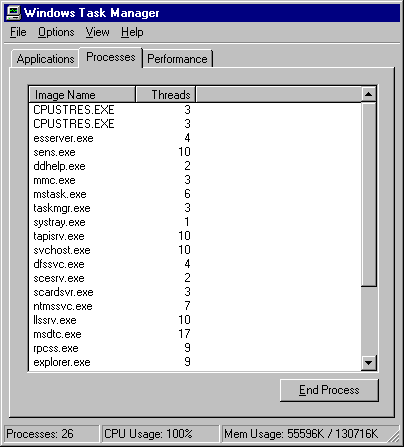 Windows Task Manager
File Options View Help
Applications Processes Performance
Image Name Threads
CPUSTRES.EXE 3
CPUSTRES.EXE 3
esserver.exe 4
sens.exe 10
ddhelp.exe 2
mmc.exe 3
mstask.exe 6
taskmgr.exe 3
systray.exe 1
tapisrv.exe 10
svchost.exe 10
dfssvc.exe 4
scesrv.exe 2
scardsvr.exe 3
ntmssvc.exe 7
llssrv.exe 10
msdtc.exe 17
rpcss.exe 9
explorer.exe 9
End Process
Processes: 26 CPU Usage: 100% Mem Usage: 55596K / 130716K